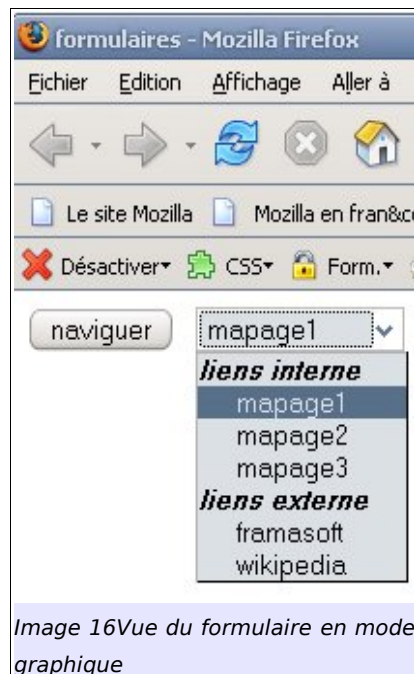 formulaires - Mozilla Firefox
Fichier Edition Affichage Aller à
Le site Mozilla Mozilla en fran&c
Désactiver CSS Form.
naviguer mapage1
liens interne
mapage1
mapage2
mapage3
liens externe
framasoft
wikipedia
Image 16Vue du formulaire en mode
graphique